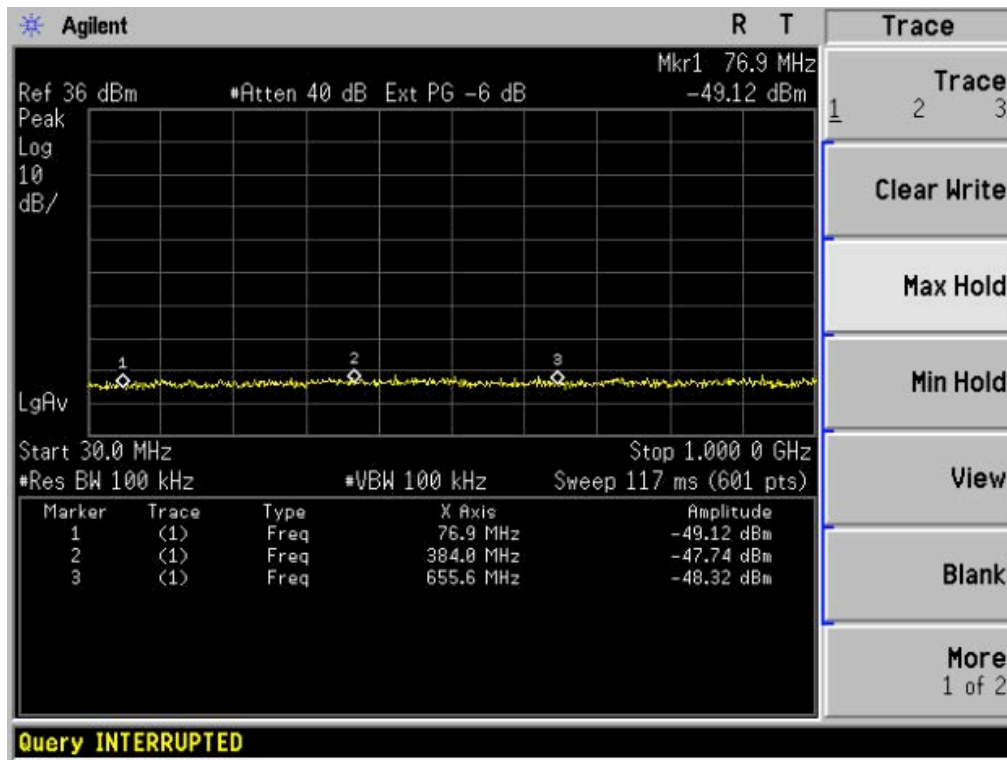 Agilent R T Trace
Mkr1 76.9 MHz
Ref 36 dBm #Atten 40 dB Ext PG -6 dB -49.12 dBm
Peak
Log
10
dB/
1 2 3
LgAv
Start 30.0 MHz Stop 1.000 0 GHz
#Res BW 100 kHz #VBW 100 kHz Sweep 117 ms (601 pts)
Marker Trace Type X Axis Amplitude
1 (1) Freq 76.9 MHz -49.12 dBm
2 (1) Freq 384.0 MHz -47.74 dBm
3 (1) Freq 655.6 MHz -48.32 dBm
Query INTERRUPTED
Trace
1 2 3
Clear Write
Max Hold
Min Hold
View
Blank
More
1 of 2